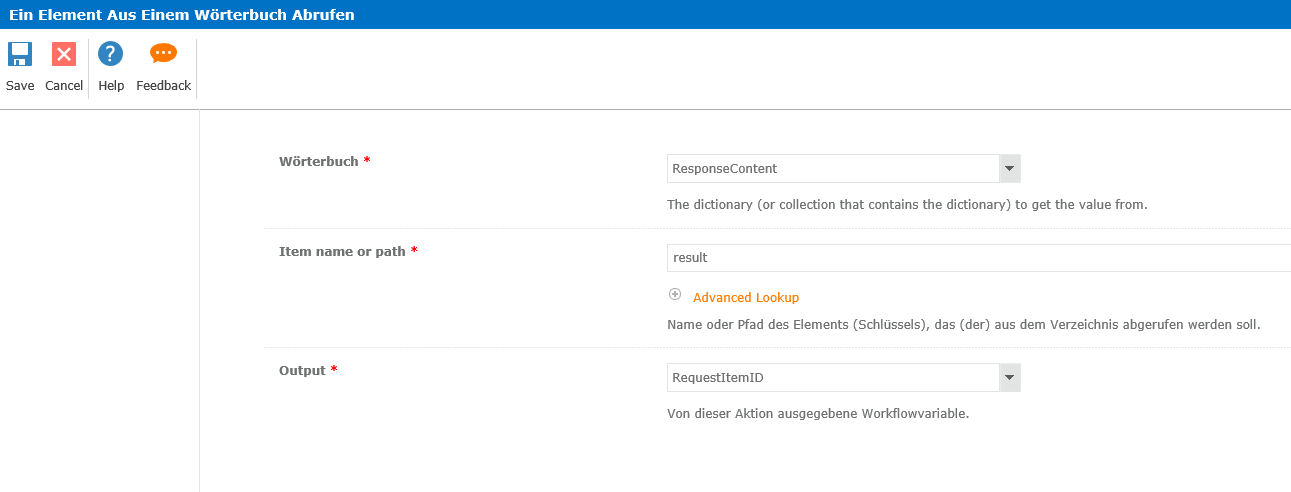 Ein Element Aus Einem Wörterbuch Abrufen
Save Cancel Help Feedback
Wörterbuch *
ResponseContent
The dictionary (or collection that contains the dictionary) to get the value from.
Item name or path *
result
Advanced Lookup
Name oder Pfad des Elements (Schlüssels), das (der) aus dem Verzeichnis abgerufen werden soll.
Output *
RequestItemID
Von dieser Aktion ausgegebene Workflowvariable.